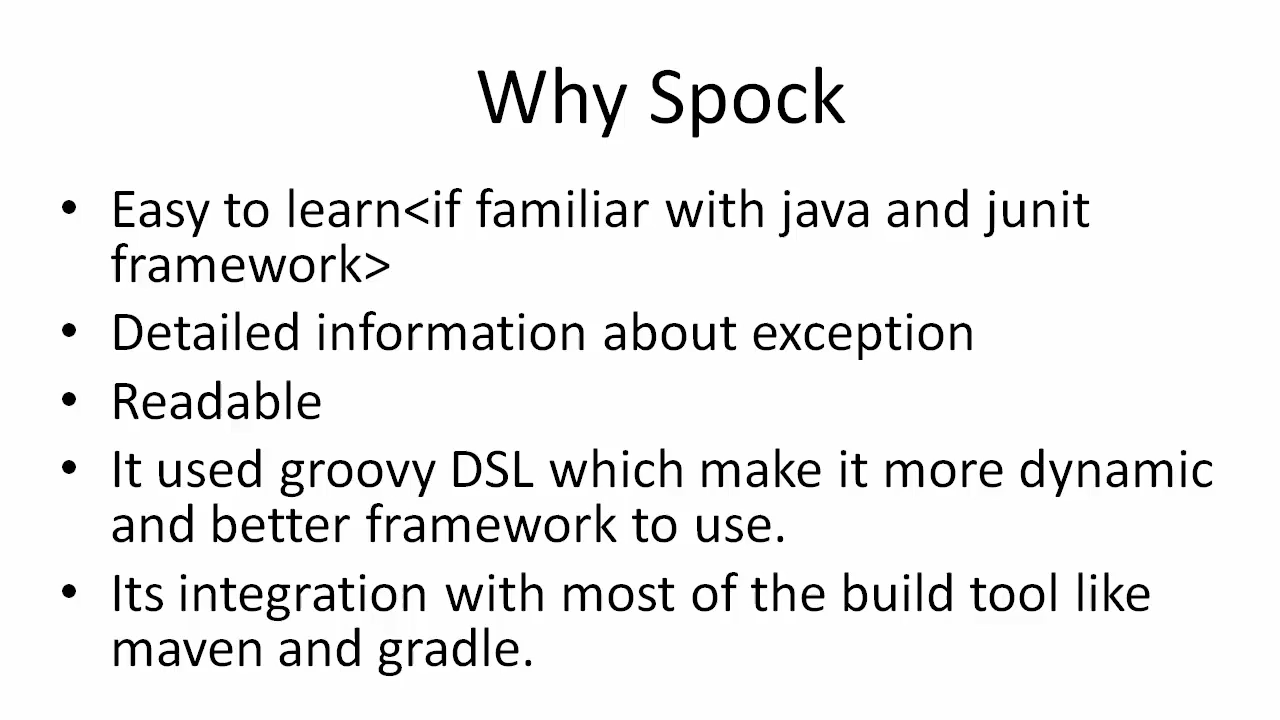 Why Spock
• Easy to learn<if familiar with java and junit
framework>
• Detailed information about exception
• Readable
• It used groovy DSL which make it more dynamic
and better framework to use.
• Its integration with most of the build tool like
maven and gradle.